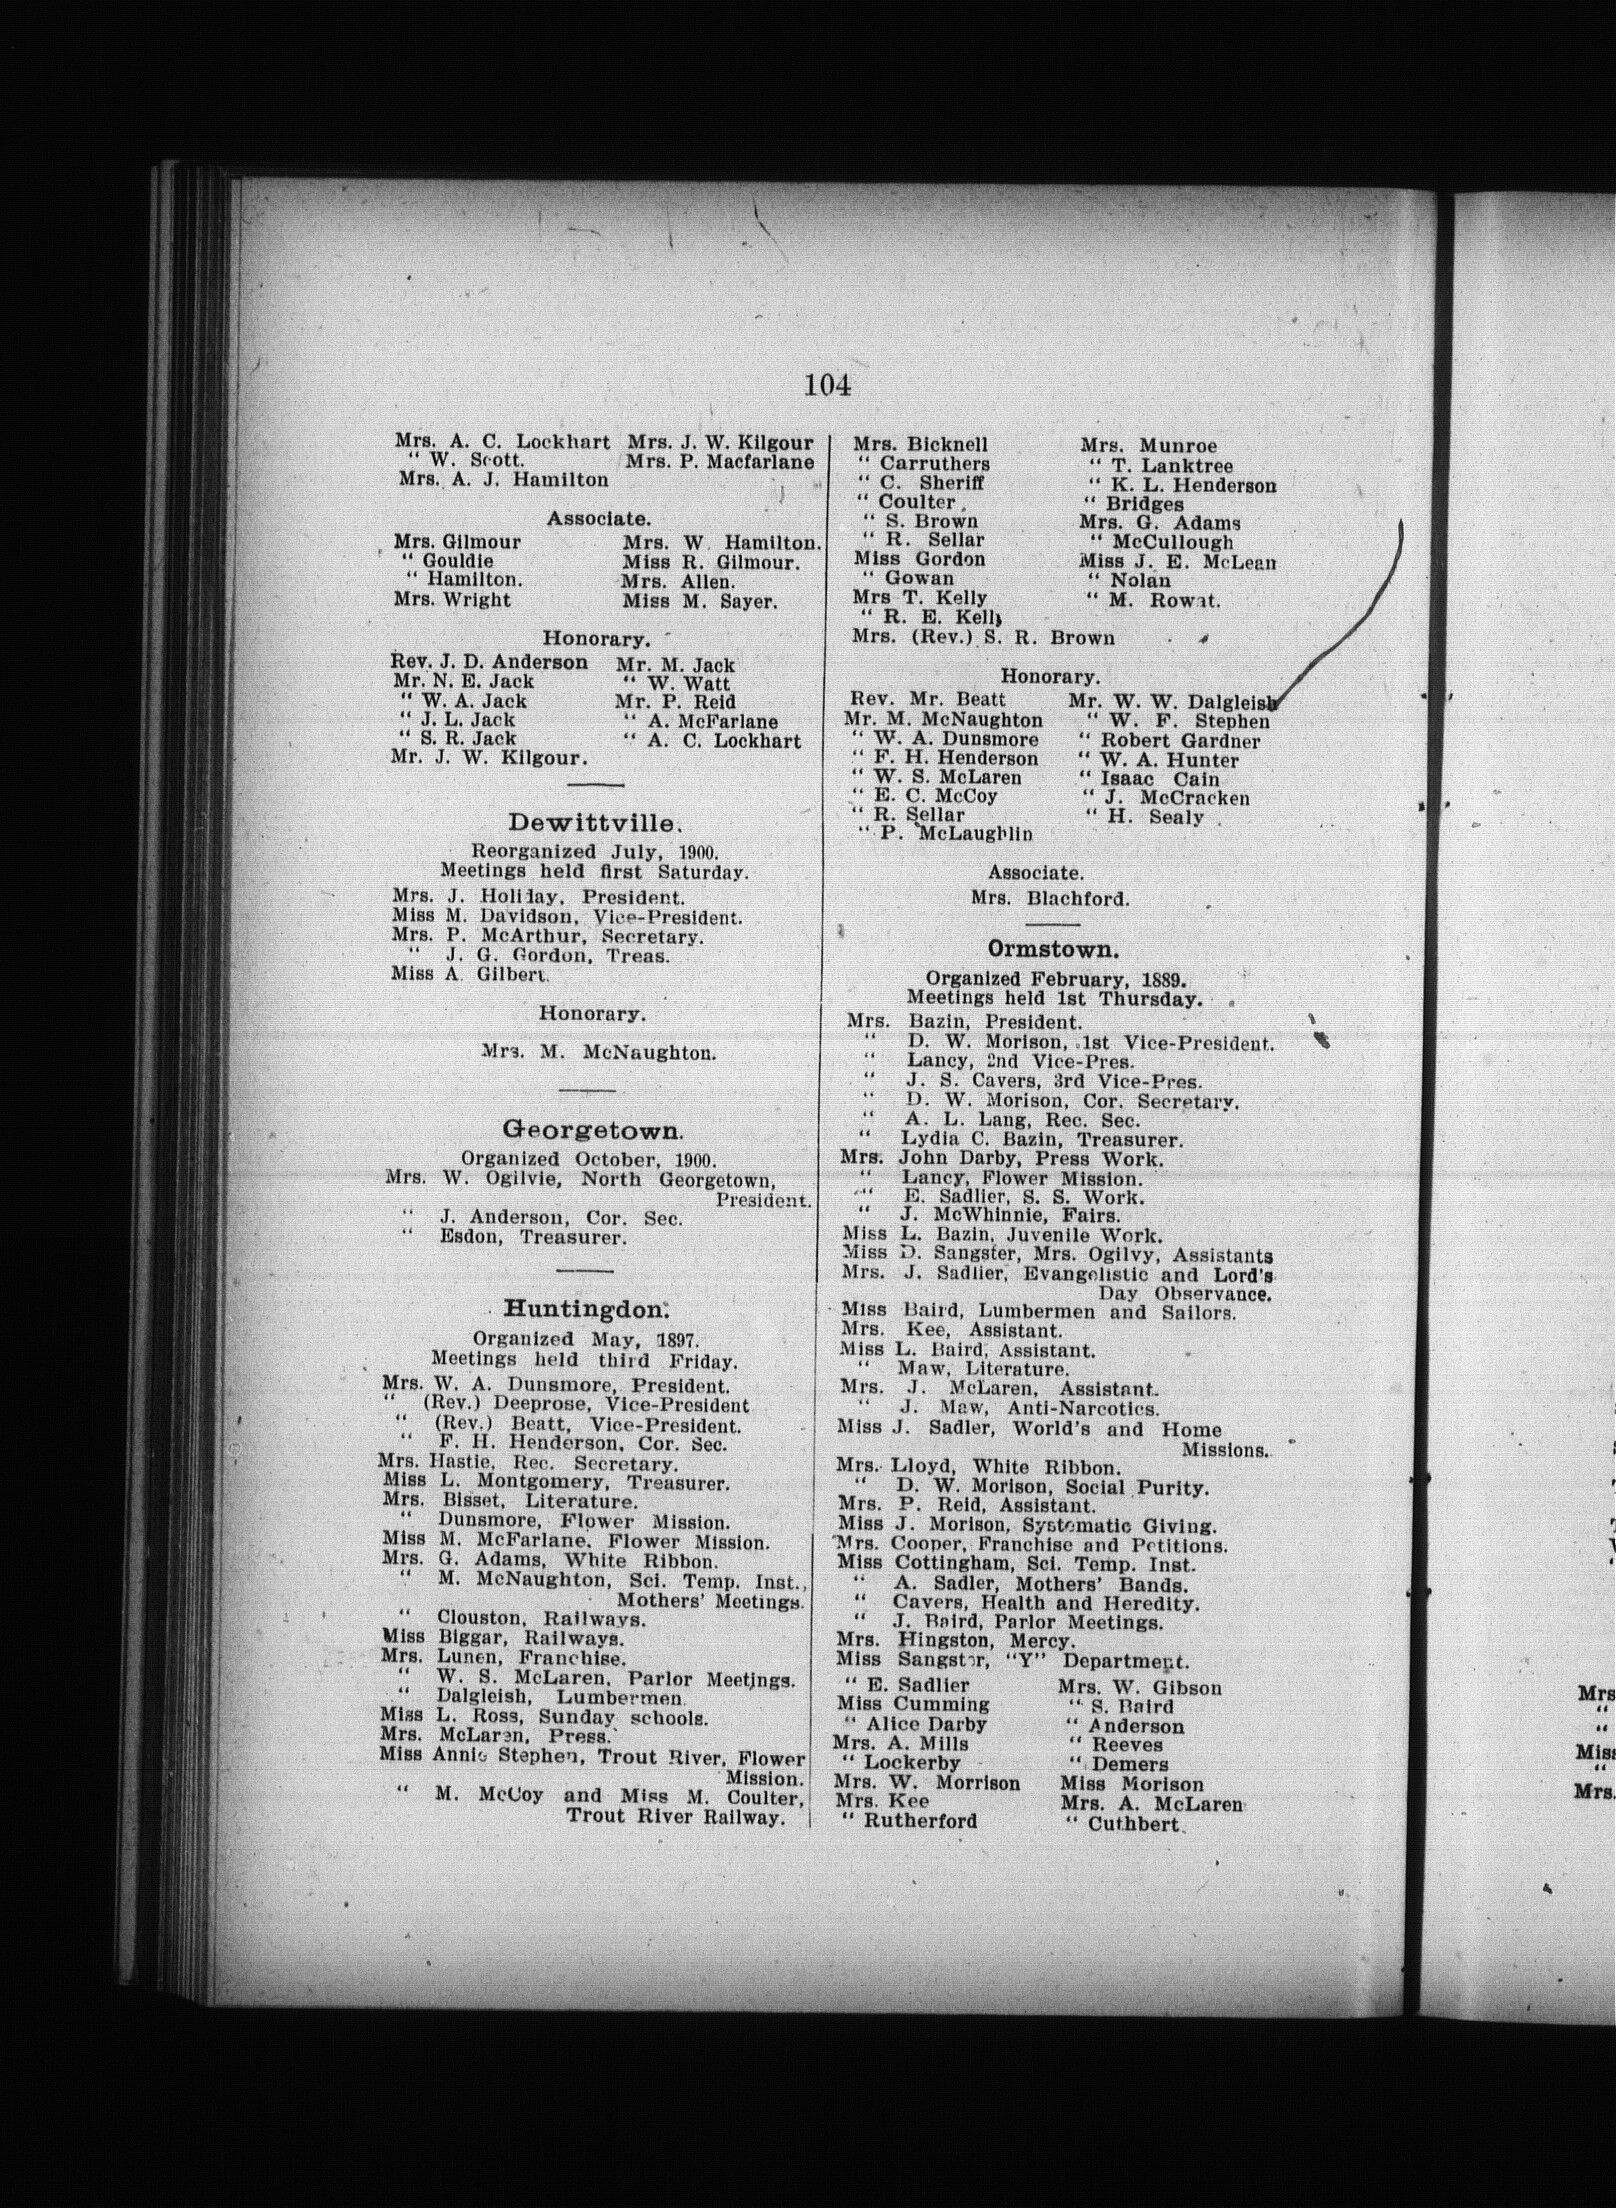 104
Mrs. A. C. Lockhart Mrs. J. W. Kilgour
" W. Scott. Mrs. P. Macfarlane
Mrs. A. J. Hamilton
Associate.
Mrs. Gilmour Mrs. W. Hamilton.
" Gouldie Miss R. Gilmour.
" Hamilton. Mrs. Allen.
Mrs. Wright Miss M. Sayer.
Honorary.
Rev. J. D. Anderson Mr. M. Jack
Mr. N. E. Jack " W. Watt
" W. A. Jack Mr. P. Reid
" J. L. Jack " A. McFarlane
" S. R. Jack " A. C. Lockhart
Mr. J. W. Kilgour.
Dewittville.
Reorganized July, 1900.
Meetings held first Saturday.
Mrs. J. Holiday, President.
Miss M. Davidson, Vice-President.
Mrs. P. McArthur, Secretary.
" J. G. Gordon, Treas.
Miss A. Gilbert.
Honorary.
Mrs. M. McNaughton.
Georgetown.
Organized October, 1900.
Mrs. W. Ogilvie, North Georgetown,
President.
" J. Anderson, Cor. Sec.
" Esdon, Treasurer.
Huntingdon.
Organized May, 1897.
Meetings held third Friday.
Mrs. W. A. Dunsmore, President.
" (Rev.) Deeprose, Vice-President
" (Rev.) Beatt, Vice-President.
" F. H. Henderson, Cor. Sec.
Mrs. Hastie, Rec. Secretary.
Miss L. Montgomery, Treasurer.
Mrs. Bisset, Literature.
" Dunsmore, Flower Mission.
Miss M. McFarlane, Flower Mission.
Mrs. G. Adams, White Ribbon.
" M. McNaughton, Sci. Temp. Inst.,
Mothers' Meetings.
" Clouston, Railways.
Miss Biggar, Railways.
Mrs. Lunen, Franchise.
" W. S. McLaren, Parlor Meetings.
" Dalgleish, Lumbermen.
Miss L. Ross, Sunday schools.
Mrs. McLaren, Press.
Miss Annie Stephen, Trout River, Flower
Mission.
" M. McCoy and Miss M. Coulter,
Trout River Railway.
Mrs. Bicknell Mrs. Munroe
" Carruthers " T. Lanktree
" C. Sheriff " K. L. Henderson
" Coulter " Bridges
" S. Brown Mrs. G. Adams
" R. Sellar " McCullough
Miss Gordon Miss J. E. McLean
" Gowan " Nolan
Mrs T. Kelly " M. Rowat.
" R. E. Kelly
Mrs. (Rev.) S. R. Brown
Honorary.
Rev. Mr. Beatt Mr. W. W. Dalgleish
Mr. M. McNaughton " W. F. Stephen
" W. A. Dunsmore " Robert Gardner
" F. H. Henderson " W. A. Hunter
" W. S. McLaren " Isaac Cain
" E. C. McCoy " J. McCracken
" R. Sellar " H. Sealy
" P. McLaughlin
Associate.
Mrs. Blachford.
Ormstown.
Organized February, 1889.
Meetings held 1st Thursday.
Mrs. Bazin, President.
" D. W. Morison, 1st Vice-President.
" Lancy, 2nd Vice-Pres.
" J. S. Cavers, 3rd Vice-Pres.
" D. W. Morison, Cor. Secretary.
" A. L. Lang, Rec. Sec.
" Lydia C. Bazin, Treasurer.
Mrs. John Darby, Press Work.
" Lancy, Flower Mission.
" E. Sadlier, S. S. Work.
" J. McWhinnie, Fairs.
Miss L. Bazin, Juvenile Work.
Miss D. Sangster, Mrs. Ogilvy, Assistants
Mrs. J. Sadlier, Evangelistic and Lord's
Day Observance.
Miss Baird, Lumbermen and Sailors.
Mrs. Kee, Assistant.
Miss L. Baird, Assistant.
" Maw, Literature.
Mrs. J. McLaren, Assistant.
" J. Maw, Anti-Narcotics.
Miss J. Sadler, World's and Home
Missions.
Mrs. Lloyd, White Ribbon.
" D. W. Morison, Social Purity.
Mrs. P. Reid, Assistant.
Miss J. Morison, Systematic Giving.
Mrs. Cooper, Franchise and Petitions.
Miss Cottingham, Sci. Temp. Inst.
" A. Sadler, Mothers' Bands.
" Cavers, Health and Heredity.
" J. Baird, Parlor Meetings.
Mrs. Hingston, Mercy.
Miss Sangster, "Y" Department.
" E. Sadlier Mrs. W. Gibson
Miss Cumming " S. Baird
" Alice Darby " Anderson
Mrs. A. Mills " Reeves
" Lockerby " Demers
Mrs. W. Morrison Miss Morison
Mrs. Kee Mrs. A. McLaren
" Rutherford " Cuthbert
Mrs
"
"
Miss
"
Mrs.